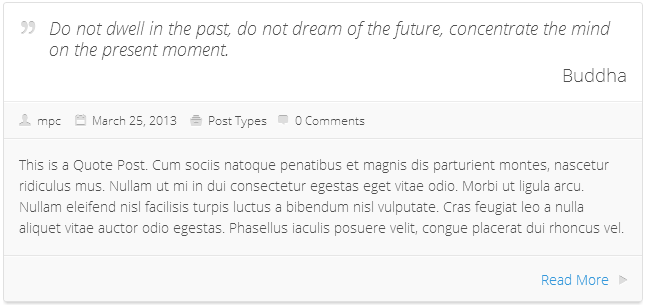 Do not dwell in the past, do not dream of the future, concentrate the mind
on the present moment.
Buddha
mpc March 25, 2013 Post Types 0 Comments
This is a Quote Post. Cum sociis natoque penatibus et magnis dis parturient montes, nascetur
ridiculus mus. Nullam ut mi in dui consectetur egestas eget vitae odio. Morbi ut ligula arcu.
Nullam eleifend nisl facilisis turpis luctus a bibendum nisl vulputate. Cras feugiat leo a nulla
aliquet vitae auctor odio egestas. Phasellus iaculis posuere velit, congue placerat dui rhoncus vel.
Read More